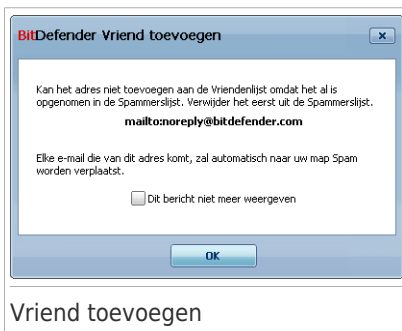 BitDefender Vriend toevoegen
Kan het adres niet toevoegen aan de Vriendenlijst omdat het al is
opgenomen in de Spammerslijst. Verwijder het eerst uit de Spammerslijst.
mailto:noreply@bitdefender.com
Elke e-mail die van dit adres komt, zal automatisch naar uw map Spam
worden verplaatst.
Dit bericht niet meer weergeven
OK
Vriend toevoegen